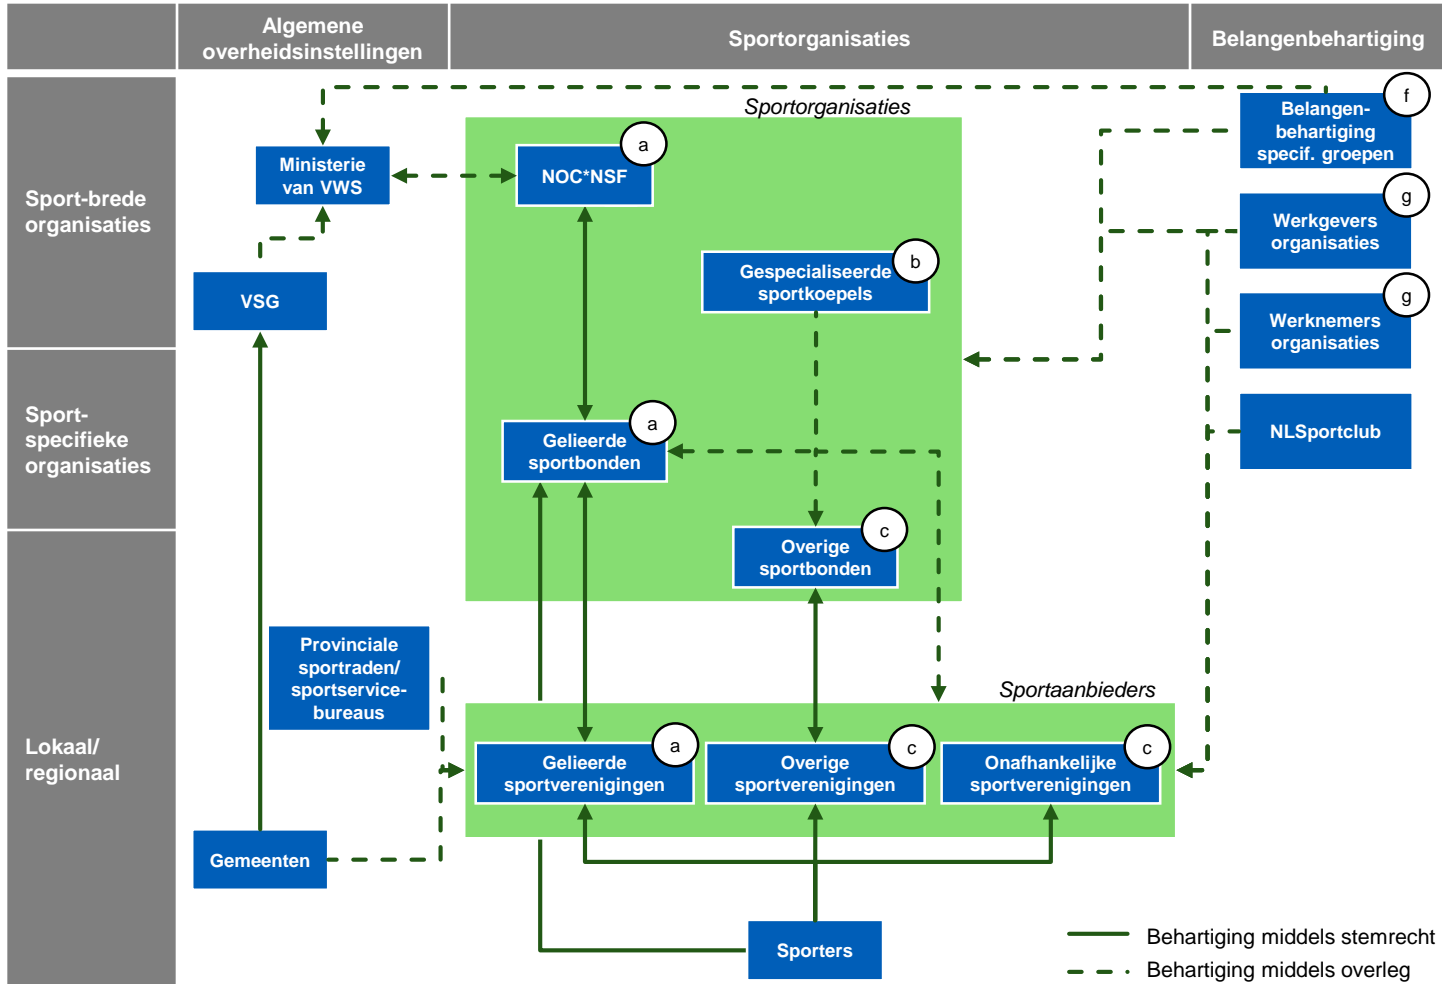 Algemene
overheidsinstellingen
Sportorganisaties
Belangenbehartiging
Sport-brede
organisaties
Sport-
specifieke
organisaties
Lokaal/
regionaal
Sportorganisaties
Ministerie
van VWS
a
NOC*NSF
b
Gespecialiseerde
sportkoepels
VSG
f
Belangen-
behartiging
specif. groepen
g
Werkgevers
organisaties
g
Werknemers
organisaties
NLSportclub
a
Gelieerde
sportbonden
c
Overige
sportbonden
Provinciale
sportraden/
sportservice-
bureaus
Sportaanbieders
a
Gelieerde
sportverenigingen
c
Overige
sportverenigingen
c
Onafhankelijke
sportverenigingen
Gemeenten
Sporters
Behartiging middels stemrecht
Behartiging middels overleg